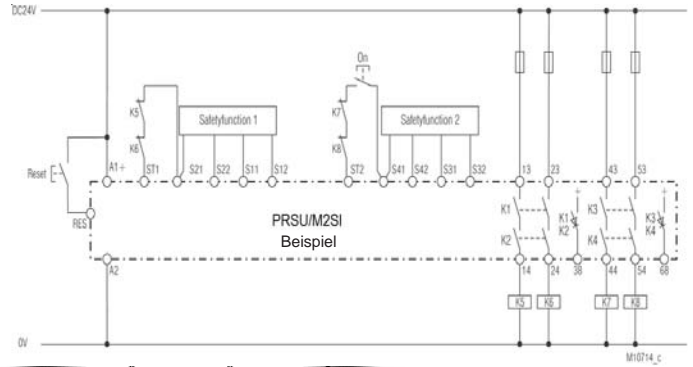 DC24V
On
K5
K6
Safetyfunction 1
K7
K8
Safetyfunction 2
Reset
A1+
ST1
S21
S22
S11
S12
ST2
S41
S42
S31
S32
13
23
43
53
RES
PRSU/M2SI
Beispiel
K1
K2
+
K1
K2
K3
K4
+
K3
K4
A2
14
24
38
44
54
68
K5
K6
K7
K8
0V
M10714_c